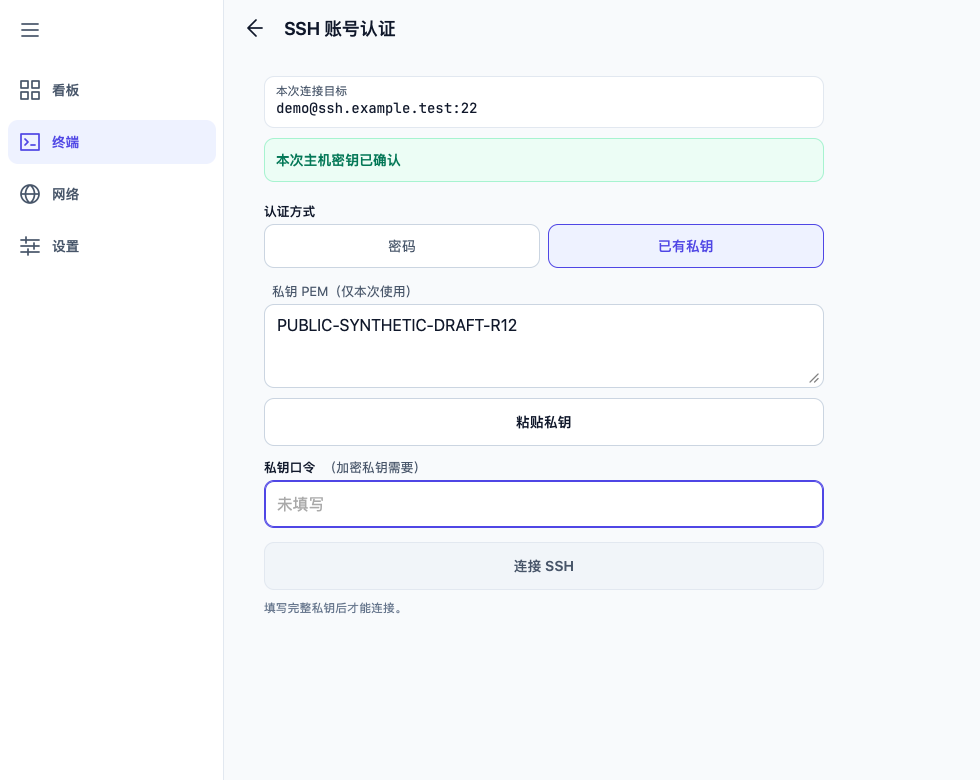 SSH 账号认证
看板
终端
网络
设置
本次连接目标
demo@ssh.example.test:22
本次主机密钥已确认
认证方式
密码
已有私钥
私钥 PEM（仅本次使用）
PUBLIC-SYNTHETIC-DRAFT-R12
粘贴私钥
私钥口令 （加密私钥需要）
未填写
连接 SSH
填写完整私钥后才能连接。